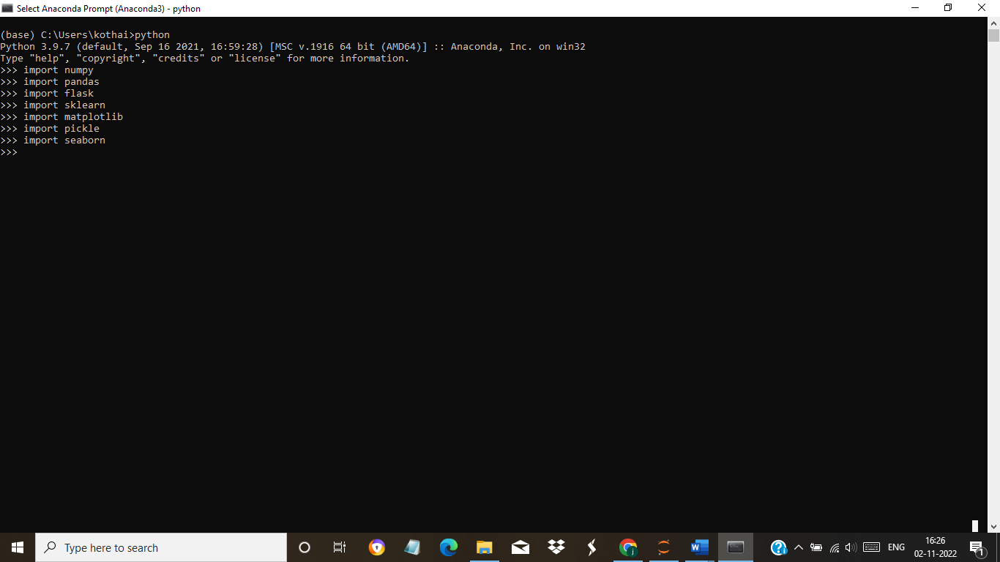 Select Anaconda Prompt (Anaconda3) - python
(base) C:\Users\kothai>python
Python 3.9.7 (default, Sep 16 2021, 16:59:28) [MSC v.1916 64 bit (AMD64)] :: Anaconda, Inc. on win32
Type "help", "copyright", "credits" or "license" for more information.
>>> import numpy
>>> import pandas
>>> import flask
>>> import sklearn
>>> import matplotlib
>>> import pickle
>>> import seaborn
>>>
Type here to search
ENG
16:26
02-11-2022
1